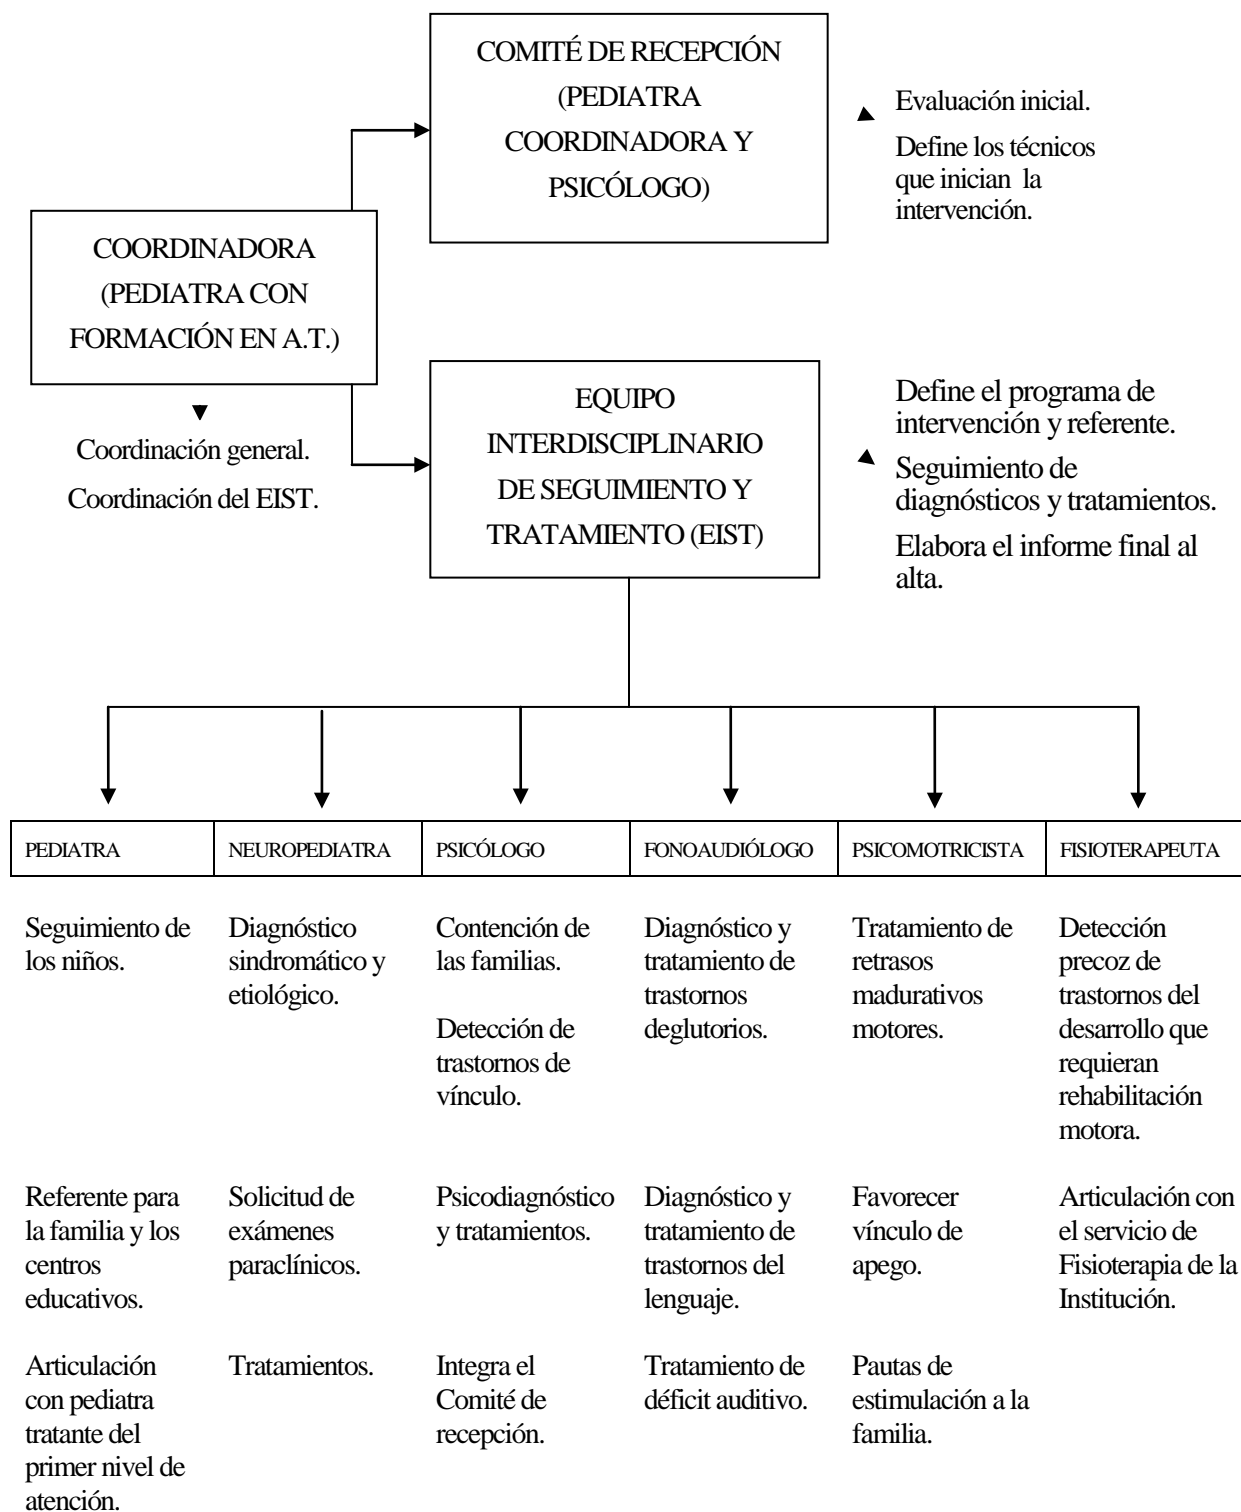 COMITÉ DE RECEPCIÓN
(PEDIATRA
COORDINADORA Y
PSICÓLOGO)
Evaluación inicial.
Define los técnicos
que inician la
intervención.
COORDINADORA
(PEDIATRA CON
FORMACIÓN EN A.T.)
Coordinación general.
Coordinación del EIST.
EQUIPO
INTERDISCIPLINARIO
DE SEGUIMIENTO Y
TRATAMIENTO (EIST)
Define el programa de
intervención y referente.
Seguimiento de
diagnósticos y tratamientos.
Elabora el informe final al
alta.
PEDIATRA
Seguimiento de
los niños.
Referente para
la familia y los
centros
educativos.
Articulación
con pediatra
tratante del
primer nivel de
atención.
NEUROPEDIATRA
Diagnóstico
sindromático y
etiológico.
Solicitud de
exámenes
paraclínicos.
Tratamientos.
PSICÓLOGO
Contención de
las familias.
Detección de
trastornos de
vínculo.
Psicodiagnóstico
y tratamientos.
Integra el
Comité de
recepción.
FONOAUDIÓLOGO
Diagnóstico y
tratamiento de
trastornos
deglutorios.
Diagnóstico y
tratamiento de
trastornos del
lenguaje.
Tratamiento de
déficit auditivo.
PSICOMOTRICISTA
Tratamiento de
retrasos
madurativos
motores.
Favorecer
vínculo de
apego.
Pautas de
estimulación a la
familia.
FISIOTERAPEUTA
Detección
precoz de
trastornos del
desarrollo que
requieran
rehabilitación
motora.
Articulación con
el servicio de
Fisioterapia de la
Institución.